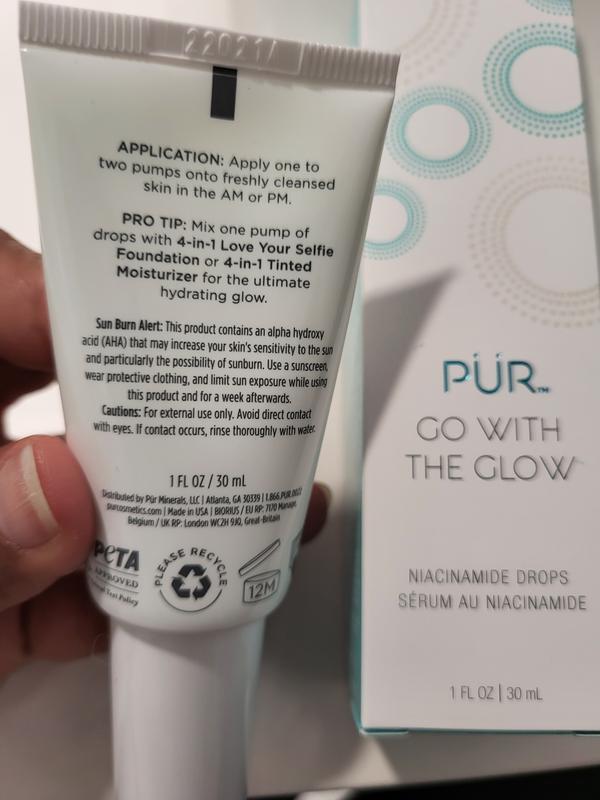 220217
APPLICATION: Apply one to
two pumps onto freshly cleansed
skin in the AM or PM.
PRO TIP: Mix one pump of
drops with 4-in-1 Love Your Selfie
Foundation or 4-in-1 Tinted
Moisturizer for the ultimate
hydrating glow.
Sun Burn Alert: This product contains an alpha hydroxy
acid (AHA) that may increase your skin's sensitivity to the sun
and particularly the possibility of sunburn. Use a sunscreen,
wear protective clothing, and limit sun exposure while using
this product and for a week afterwards.
Cautions: For external use only. Avoid direct contact
with eyes. If contact occurs, rinse thoroughly with water.
1 FL OZ / 30 mL
Distributed by Pür Minerals, LLC | Atlanta, GA 30339 | 1.866.PUR.
purcosmetics.com | Made in USA | BIORIUS / EU RP: 7170 Manage,
Belgium / UK RP: London WC2H 9JQ, Great-Britain
PETA
APPROVED
Test Policy
PLEASE RECYCLE
12M
PÜR™
GO WITH
THE GLOW
NIACINAMIDE DROPS
SÉRUM AU NIACINAMIDE
1 FL OZ | 30 mL